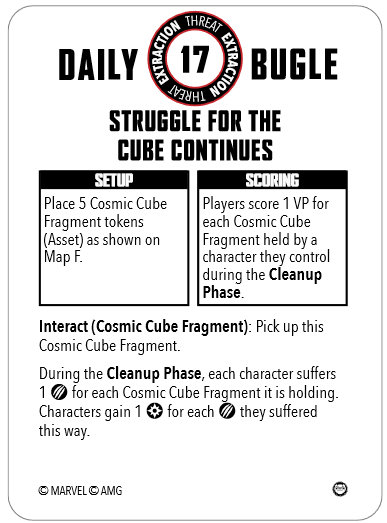 DAILY BUGLE
THREAT EXTRACTION THREAT EXTRACTION
17
STRUGGLE FOR THE
CUBE CONTINUES
SETUP
Place 5 Cosmic Cube
Fragment tokens
(Asset) as shown on
Map F.
SCORING
Players score 1 VP for
each Cosmic Cube
Fragment held by a
character they control
during the Cleanup
Phase.
Interact (Cosmic Cube Fragment): Pick up this
Cosmic Cube Fragment.
During the Cleanup Phase, each character suffers
1 for each Cosmic Cube Fragment it is holding.
Characters gain 1 for each they suffered
this way.
© MARVEL © AMG